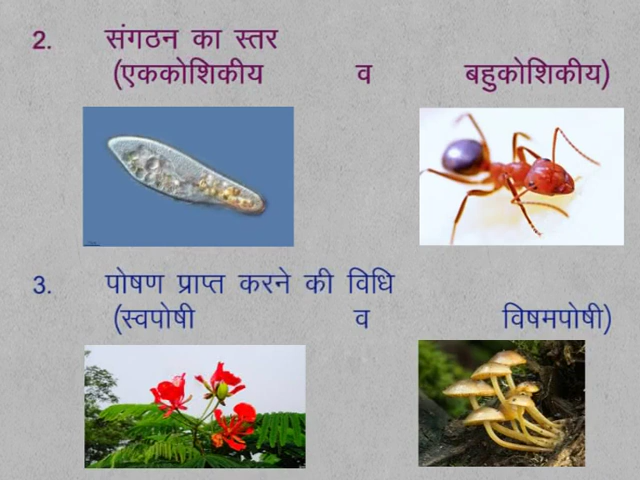 2. संगठन का स्तर
(एककोशिकीय व बहुकोशिकीय)
3. पोषण प्राप्त करने की विधि
(स्वपोषी व विषमपोषी)